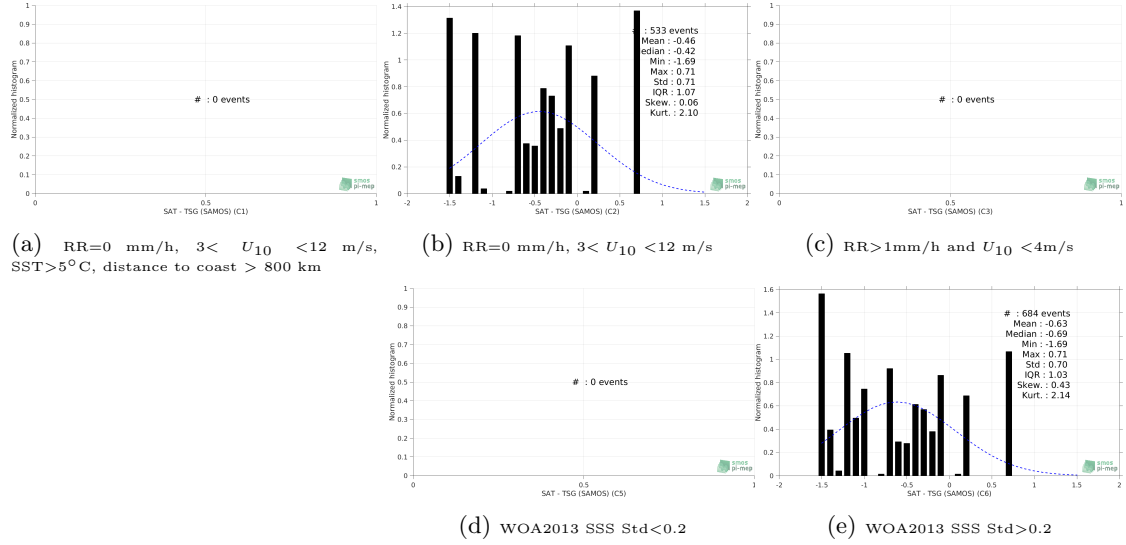 1
0.9
0.8
0.7
0.6
0.5
0.4
0.3
0.2
0.1
0
Normalized histogram
# : 0 events
0 0.5 1
SAT - TSG (SAMOS) (C1)
smos
pi-mep
(a) RR=0 mm/h, 3< U10 <12 m/s,
SST>5°C, distance to coast > 800 km
1.4
1.2
1
0.8
0.6
0.4
0.2
0
Normalized histogram
# : 533 events
Mean : -0.46
edian : -0.42
Min : -1.69
Max : 0.71
Std : 0.71
IQR : 1.07
Skew. : 0.06
Kurt. : 2.10
-2 -1.5 -1 -0.5 0 0.5 1 1.5 2
SAT - TSG (SAMOS) (C2)
smos
pi-mep
(b) RR=0 mm/h, 3< U10 <12 m/s
1
0.9
0.8
0.7
0.6
0.5
0.4
0.3
0.2
0.1
0
Normalized histogram
# : 0 events
0 0.5 1
SAT - TSG (SAMOS) (C3)
smos
pi-mep
(c) RR>1mm/h and U10 <4m/s
1
0.9
0.8
0.7
0.6
0.5
0.4
0.3
0.2
0.1
0
Normalized histogram
# : 0 events
0 0.5 1
SAT - TSG (SAMOS) (C5)
smos
pi-mep
(d) WOA2013 SSS Std<0.2
1.6
1.4
1.2
1
0.8
0.6
0.4
0.2
0
Normalized histogram
# : 684 events
Mean : -0.63
Median : -0.69
Min : -1.69
Max : 0.71
Std : 0.70
IQR : 1.03
Skew. : 0.43
Kurt. : 2.14
-2 -1.5 -1 -0.5 0 0.5 1 1.5 2
SAT - TSG (SAMOS) (C6)
smos
pi-mep
(e) WOA2013 SSS Std>0.2